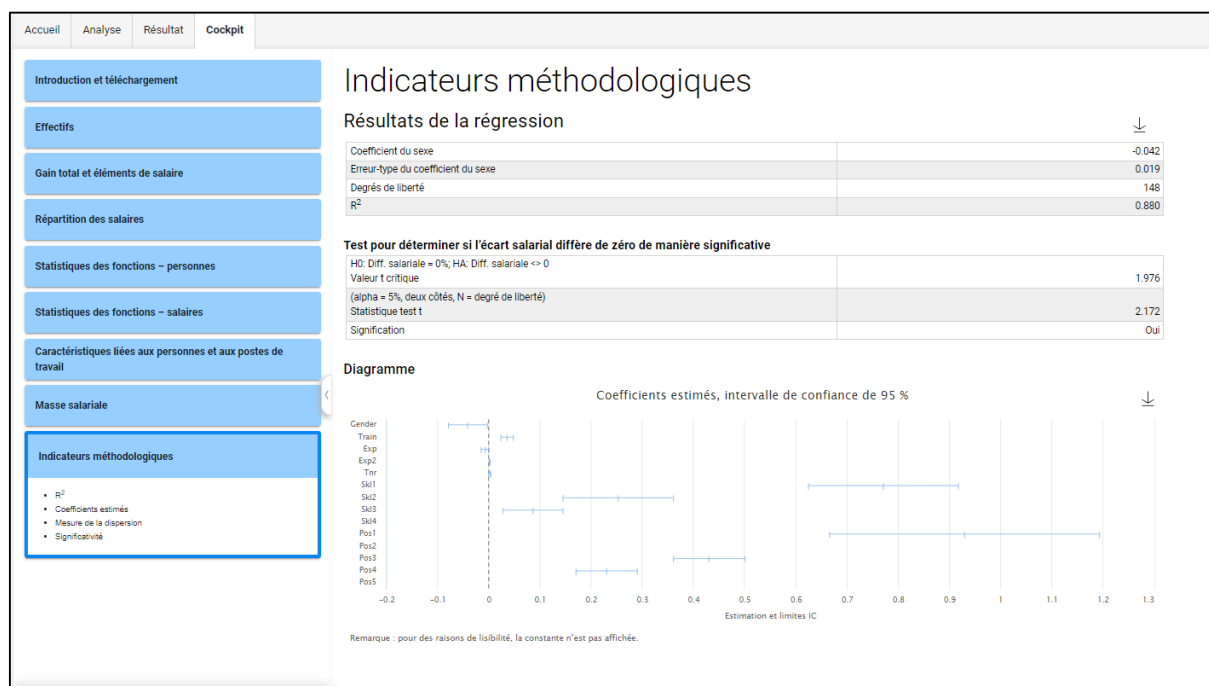 Accueil Analyse Résultat Cockpit
Introduction et téléchargement
Effectifs
Gain total et éléments de salaire
Répartition des salaires
Statistiques des fonctions – personnes
Statistiques des fonctions – salaires
Caractéristiques liées aux personnes et aux postes de
travail
Masse salariale
Indicateurs méthodologiques
• R²
• Coefficients estimés
• Mesure de la dispersion
• Significativité
Indicateurs méthodologiques
Résultats de la régression
Coefficient du sexe -0.042
Erreur-type du coefficient du sexe 0.019
Degrés de liberté 148
R² 0.880
Test pour déterminer si l'écart salarial diffère de zéro de manière significative
H0: Diff. salariale = 0%; HA: Diff. salariale <> 0
Valeur t critique 1.976
(alpha = 5%, deux côtés, N = degré de liberté)
Statistique test t 2.172
Signification Oui
Diagramme
Coefficients estimés, intervalle de confiance de 95 %
Gender
Train
Exp
Exp2
Tnr
Skl1
Skl2
Skl3
Skl4
Pos1
Pos2
Pos3
Pos4
Pos5
-0.2 -0.1 0 0.1 0.2 0.3 0.4 0.5 0.6 0.7 0.8 0.9 1 1.1 1.2 1.3
Estimation et limites IC
Remarque : pour des raisons de lisibilité, la constante n'est pas affichée.